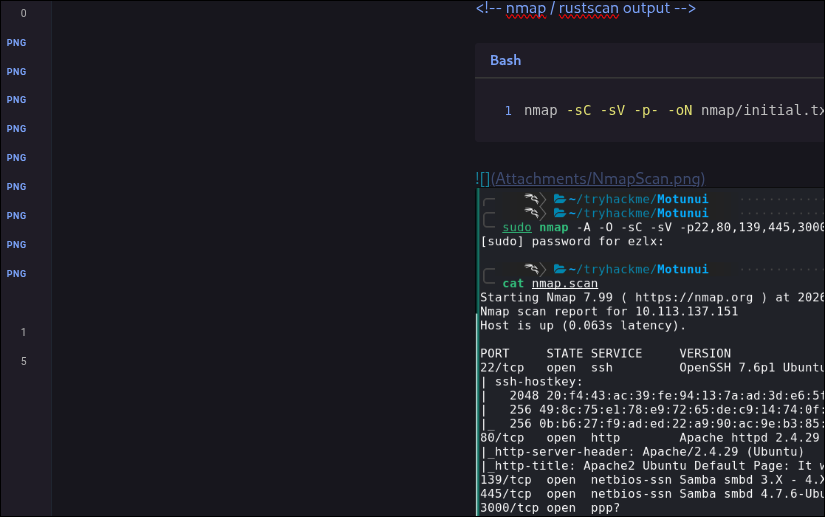 0
PNG
PNG
PNG
PNG
PNG
PNG
PNG
PNG
PNG
1
5
<!-- nmap / rustscan output -->
Bash
1 nmap -sC -sV -p- -oN nmap/initial.tx
![](Attachments/NmapScan.png)
~/tryhackme/Motunui
~/tryhackme/Motunui
sudo nmap -A -O -sC -sV -p22,80,139,445,3000
[sudo] password for ezlx:
~/tryhackme/Motunui
cat nmap.scan
Starting Nmap 7.99 ( https://nmap.org ) at 2026
Nmap scan report for 10.113.137.151
Host is up (0.063s latency).
PORT STATE SERVICE VERSION
22/tcp open ssh OpenSSH 7.6p1 Ubuntu
| ssh-hostkey:
| 2048 20:f4:43:ac:39:fe:94:13:7a:ad:3d:e6:5f
| 256 49:8c:75:e1:78:e9:72:65:de:c9:14:74:0f:
|_ 256 0b:b6:27:f9:ad:ed:22:a9:90:ac:9e:b3:85:
80/tcp open http Apache httpd 2.4.29
|_http-server-header: Apache/2.4.29 (Ubuntu)
|_http-title: Apache2 Ubuntu Default Page: It w
139/tcp open netbios-ssn Samba smbd 3.X - 4.X
445/tcp open netbios-ssn Samba smbd 4.7.6-Ubu
3000/tcp open ppp?